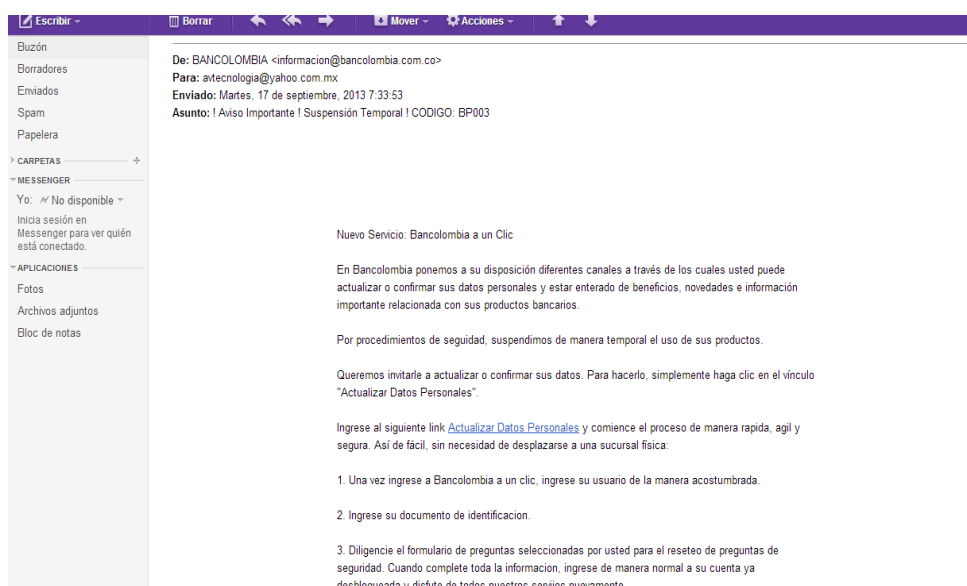 Escribir
Borrar
Mover
Acciones
Buzón
Borradores
Enviados
Spam
Papelera
CARPETAS
+
MESSENGER
Yo: No disponible
Inicia sesión en
Messenger para ver quién
está conectado.
APLICACIONES
Fotos
Archivos adjuntos
Bloc de notas
De: BANCOLOMBIA <informacion@bancolombia.com.co>
Para: avtecnologia@yahoo.com.mx
Enviado: Martes, 17 de septiembre, 2013 7:33:53
Asunto: ! Aviso Importante ! Suspensión Temporal ! CODIGO: BP003
Nuevo Servicio: Bancolombia a un Clic
En Bancolombia ponemos a su disposición diferentes canales a través de los cuales usted puede
actualizar o confirmar sus datos personales y estar enterado de beneficios, novedades e información
importante relacionada con sus productos bancarios.
Por procedimientos de seguidad, suspendimos de manera temporal el uso de sus productos.
Queremos invitarle a actualizar o confirmar sus datos. Para hacerlo, simplemente haga clic en el vínculo
"Actualizar Datos Personales".
Ingrese al siguiente link Actualizar Datos Personales y comience el proceso de manera rapida, agil y
segura. Así de fácil, sin necesidad de desplazarse a una sucursal física:
1. Una vez ingrese a Bancolombia a un clic, ingrese su usuario de la manera acostumbrada.
2. Ingrese su documento de identificacion.
3. Diligencie el formulario de preguntas seleccionadas por usted para el reseteo de preguntas de
seguridad. Cuando complete toda la informacion, ingrese de manera normal a su cuenta ya
desbloqueada y disfute de todos nuestros servijos nuevamente